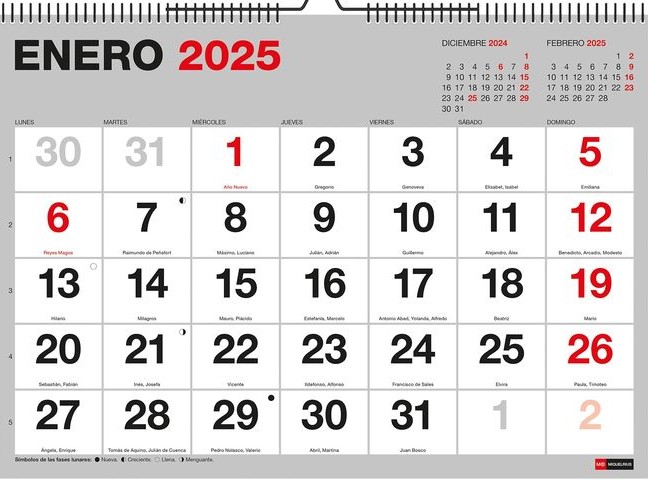 ENERO 2025
DICIEMBRE 2024
1
2 3 4 5 6 7 8
9 10 11 12 13 14 15
16 17 18 19 20 21 22
23 24 25 26 27 28 29
30 31
FEBRERO 2025
1 2
3 4 5 6 7 8 9
10 11 12 13 14 15 16
17 18 19 20 21 22 23
24 25 26 27 28
LUNES MARTES MIÉRCOLES JUEVES VIERNES SÁBADO DOMINGO
1 30 31 1 2 3 4 5
Año Nuevo Gregorio Genoveva Elisabet, Isabel Emiliana
2 6 7 8 9 10 11 12
Reyes Magos Raimundo de Peñafort Máximo, Luciano Julián, Adrián Guillermo Alejandro, Álex Benedicto, Arcadio, Modesto
3 13 14 15 16 17 18 19
Hilario Milagros Mauro, Plácido Estefanía, Marcelo Antonio Abad, Yolanda, Alfredo Beatriz Mario
4 20 21 22 23 24 25 26
Sebastián, Fabián Inés, Josefa Vicente Ildefonso, Alfonso Francisco de Sales Elvira Paula, Timoteo
5 27 28 29 30 31 1 2
Ángela, Enrique Tomás de Aquino, Julián de Cuenca Pedro Nolasco, Valerio Abril, Martina Juan Bosco
Símbolos de las fases lunares: Nueva. Creciente. Llena. Menguante.
MR MIQUELRIUS